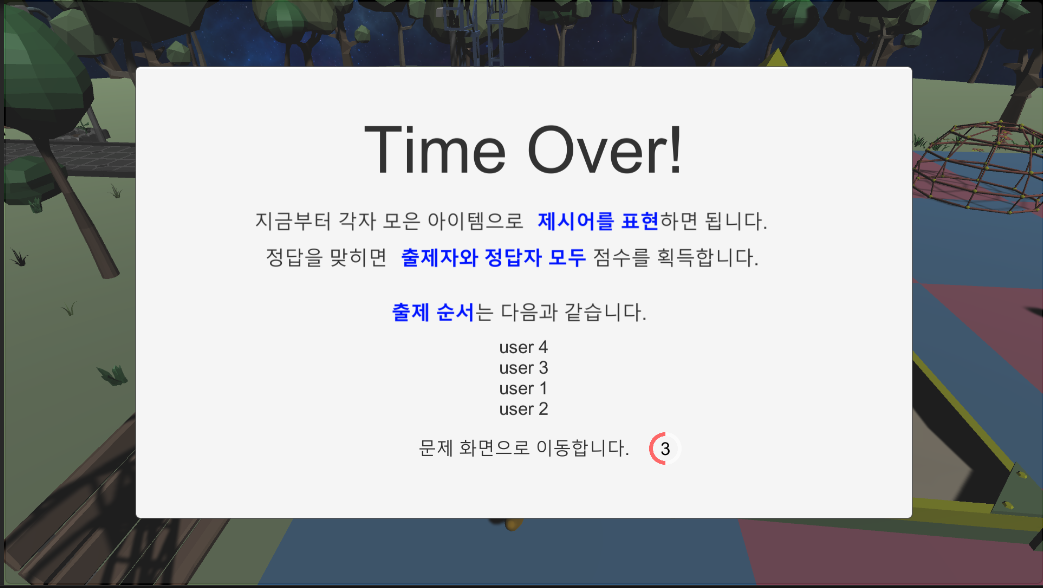 Time Over!
지금부터 각자 모은 아이템으로 제시어를 표현하면 됩니다.
정답을 맞히면 출제자와 정답자 모두 점수를 획득합니다.
출제 순서는 다음과 같습니다.
user 4
user 3
user 1
user 2
문제 화면으로 이동합니다. 3